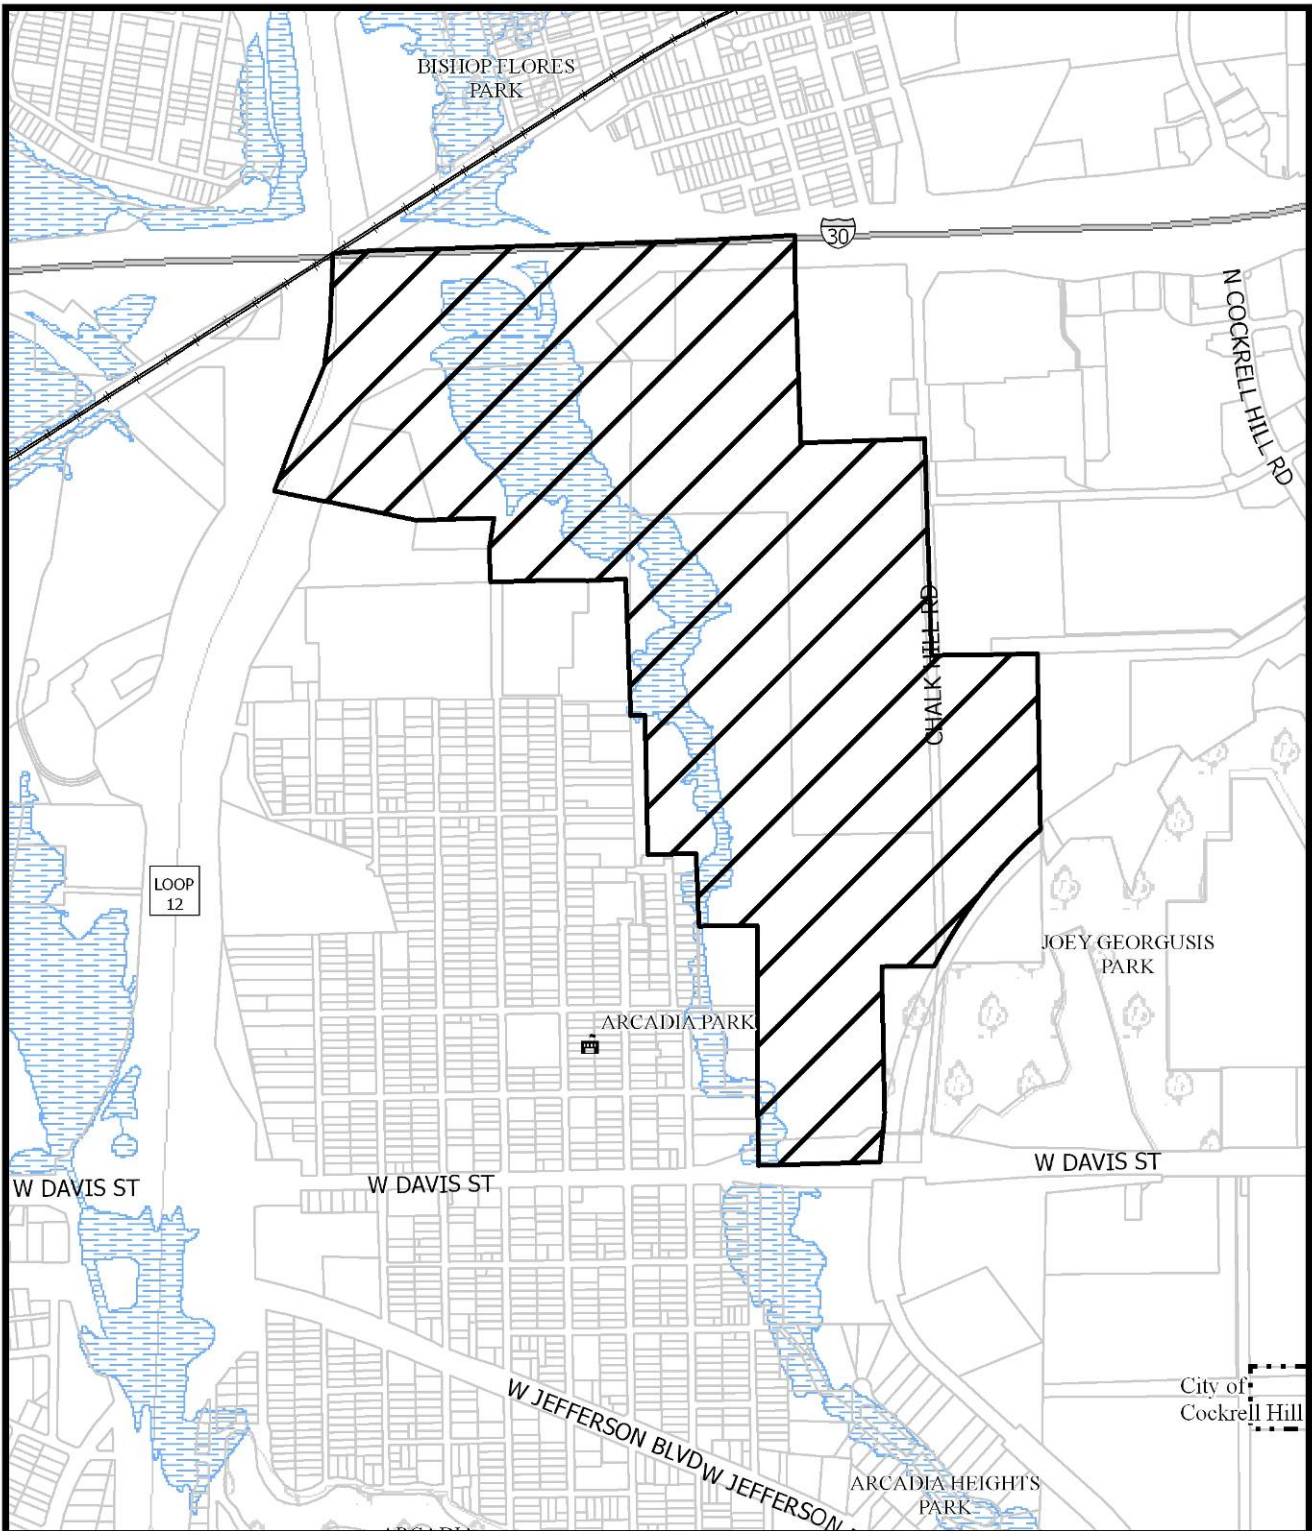 BISHOP FLORES
PARK
30
N COCKRELL HILL RD
CHALK HILL RD
LOOP
12
JOEY GEORGUSIS
PARK
ARCADIA PARK
W DAVIS ST
W DAVIS ST
W DAVIS ST
City of
Cockrell Hill
W JEFFERSON BLVD
W JEFFERSON
ARCADIA HEIGHTS
PARK
ARCADIA